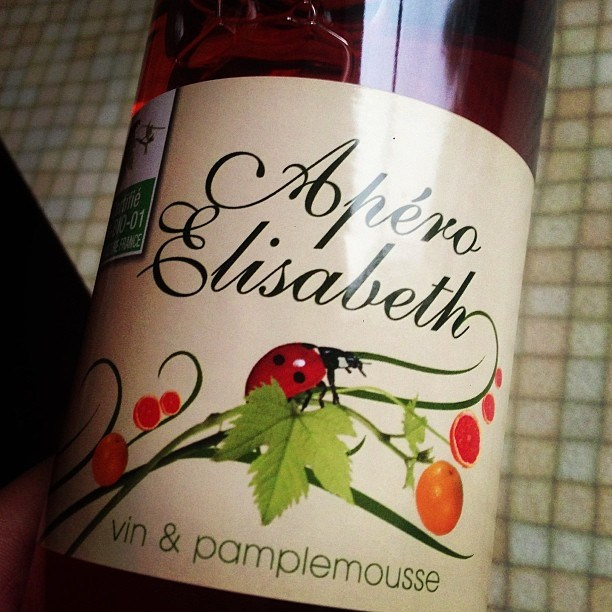 Apéro
Elisabeth
vin & pamplemousse